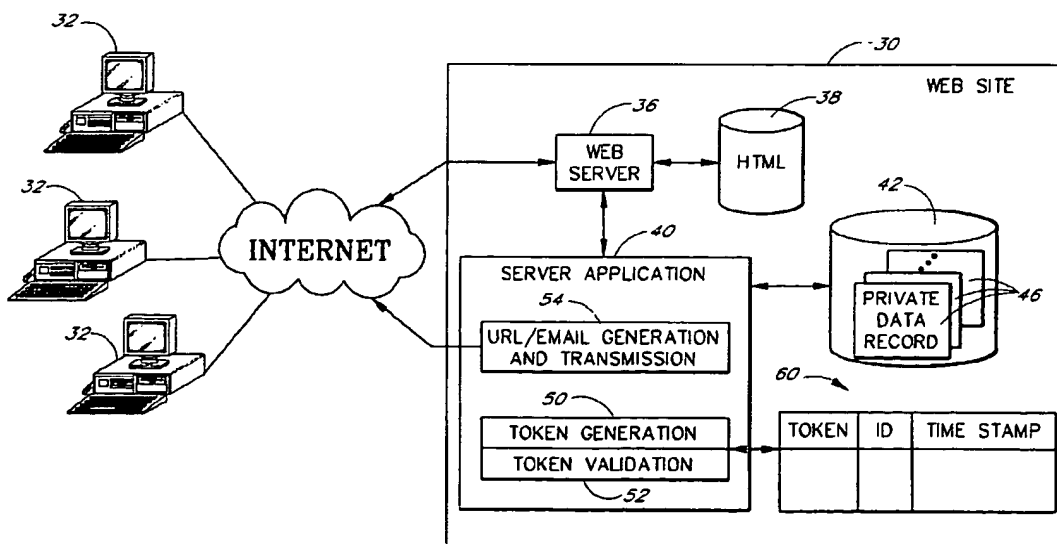 30
WEB SITE
32
36
38
WEB
SERVER
HTML
32
42
INTERNET
40
SERVER APPLICATION
54
URL/EMAIL GENERATION
AND TRANSMISSION
PRIVATE
DATA
RECORD
46
32
60
50
TOKEN GENERATION
TOKEN VALIDATION
52
TOKEN ID TIME STAMP